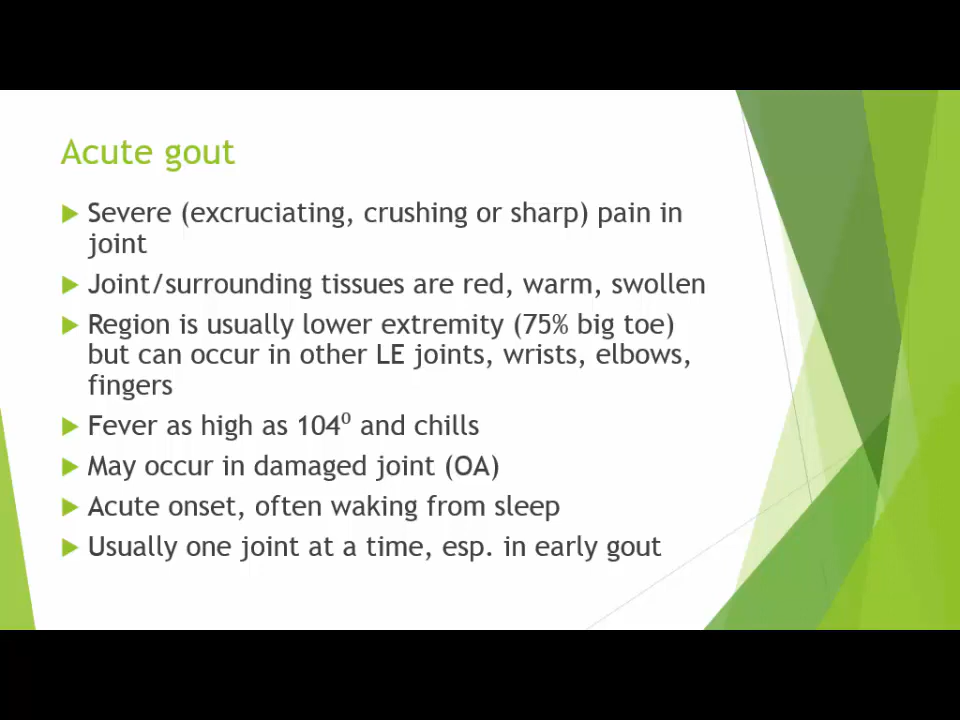 Acute gout
Severe (excruciating, crushing or sharp) pain in
joint
Joint/surrounding tissues are red, warm, swollen
Region is usually lower extremity (75% big toe)
but can occur in other LE joints, wrists, elbows,
fingers
Fever as high as 104⁰ and chills
May occur in damaged joint (OA)
Acute onset, often waking from sleep
Usually one joint at a time, esp. in early gout